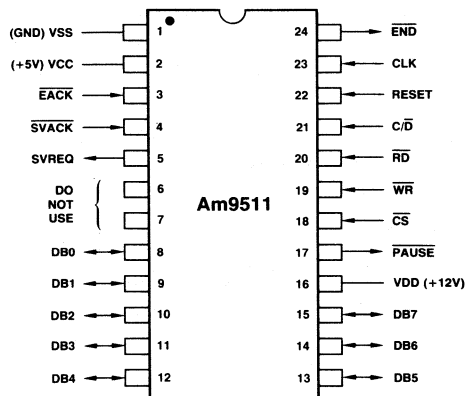 (GND) VSS 1 24 END
(+5V) VCC 2 23 CLK
EACK 3 22 RESET
SVACK 4 21 C/D
SVREQ 5 20 RD
DO NOT USE 6 7 19 WR
Am9511
18 CS
DB0 8 17 PAUSE
DB1 9 16 VDD (+12V)
DB2 10 15 DB7
DB3 11 14 DB6
DB4 12 13 DB5